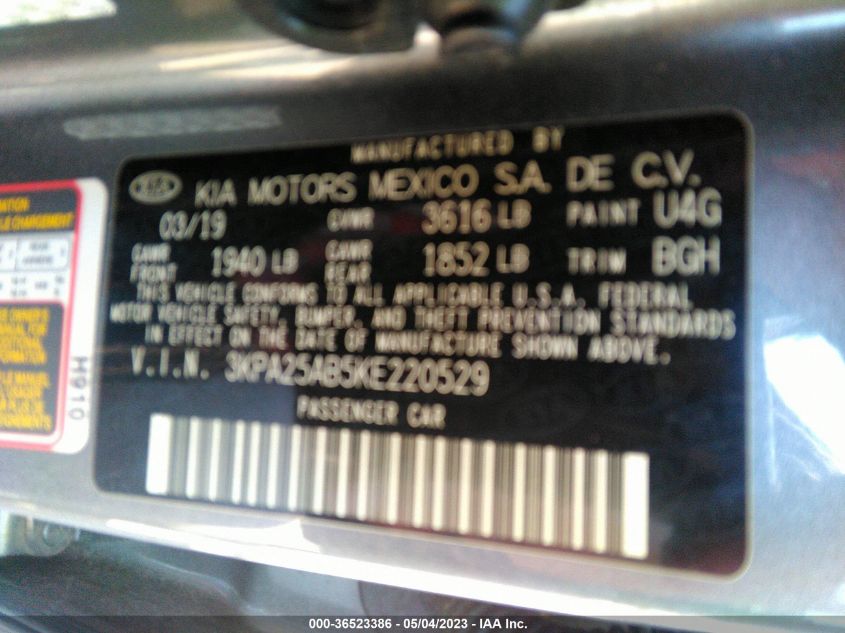 MANUFACTURED BY
KIA KIA MOTORS MEXICO S.A. DE C.V.
03/19 GVWR 3616 LB PAINT U4G
GAWR FRONT 1940 LB GAWR REAR 1852 LB TRIM BGH
THIS VEHICLE CONFORMS TO ALL APPLICABLE U.S.A. FEDERAL
MOTOR VEHICLE SAFETY, BUMPER, AND THEFT PREVENTION STANDARDS
IN EFFECT ON THE DATE OF MANUFACTURE SHOWN ABOVE.
V.I.N. 3KPA25AB5KE220529
PASSENGER CAR
H910
000-36523386 - 05/04/2023 - IAA Inc.